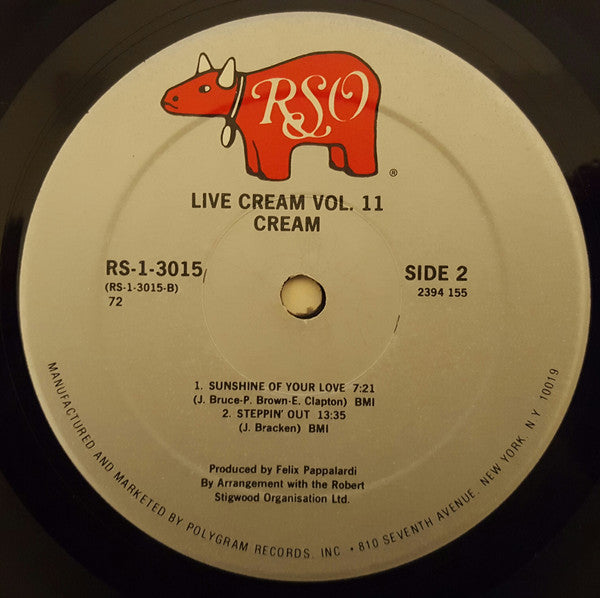 RSO
®
LIVE CREAM VOL. 11
CREAM
RS-1-3015
(RS-1-3015-B)
72
SIDE 2
2394 155
1. SUNSHINE OF YOUR LOVE 7:21
(J. Bruce-P. Brown-E. Clapton) BMI
2. STEPPIN' OUT 13:35
(J. Bracken) BMI
Produced by Felix Pappalardi
By Arrangement with the Robert
Stigwood Organisation Ltd.
MANUFACTURED AND MARKETED BY POLYGRAM RECORDS, INC • 810 SEVENTH AVENUE, NEW YORK, N Y 10019